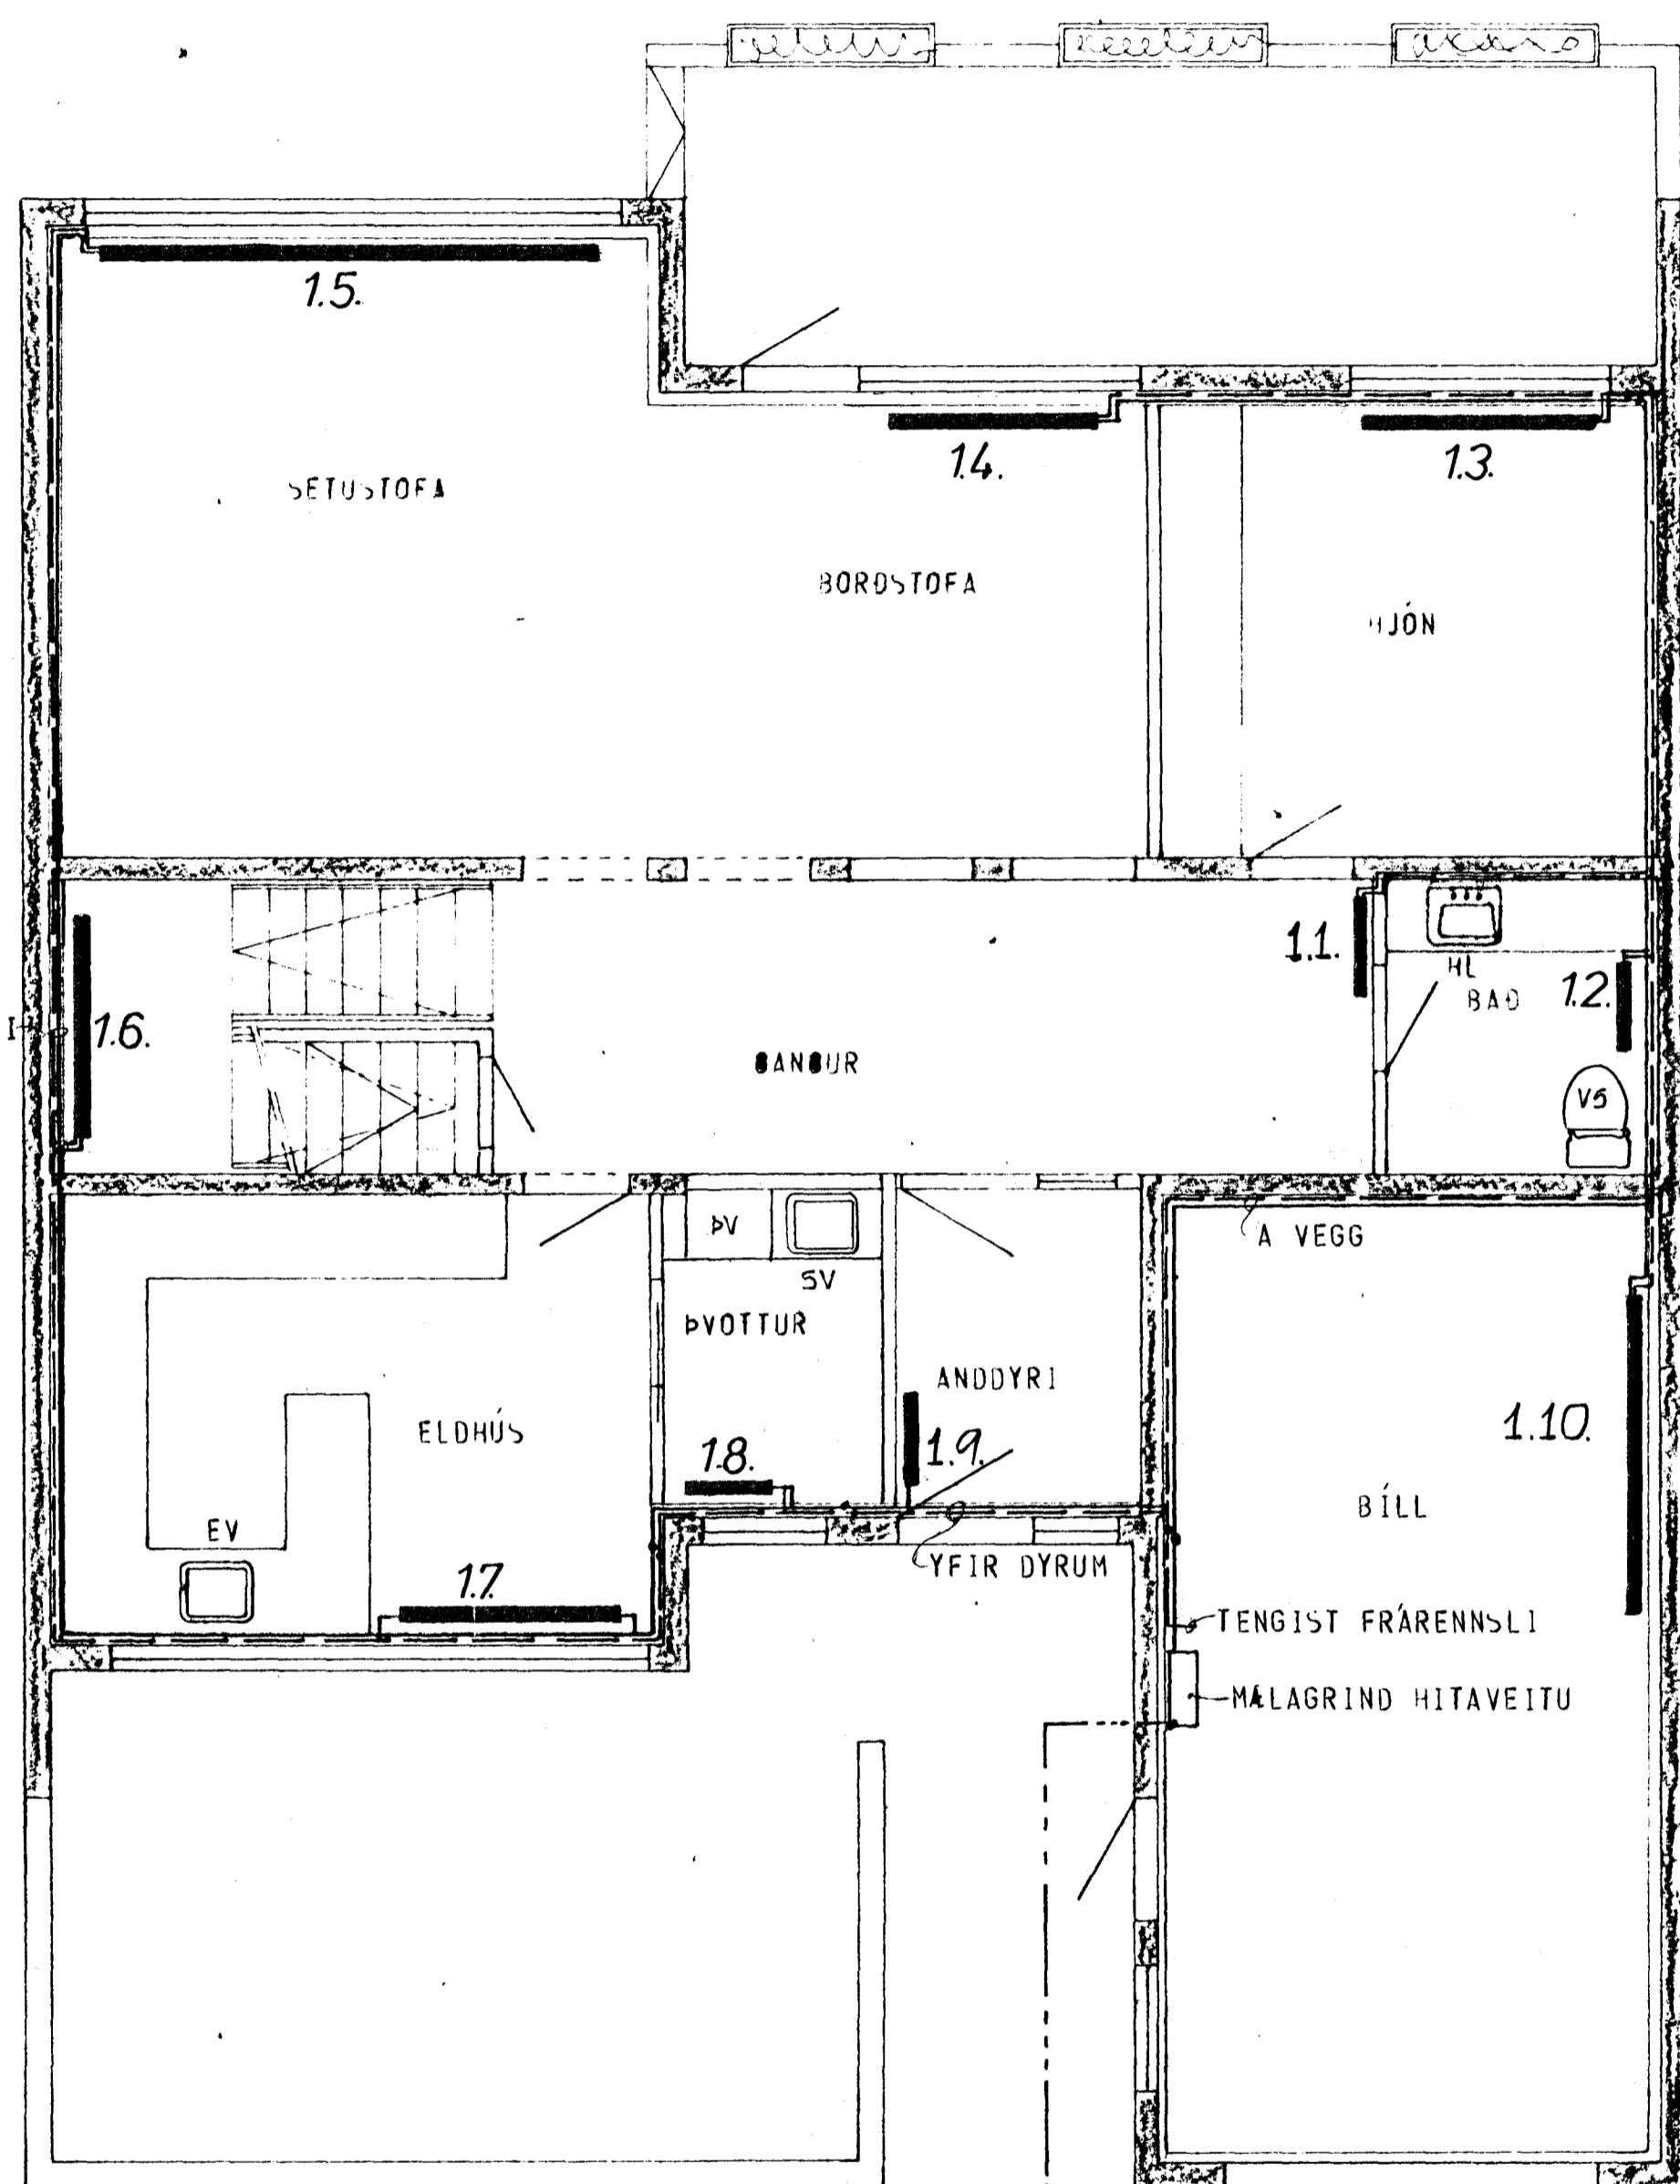 1.5.
1.4.
1.3.
SETUSTOFA
BORÐSTOFA
HJÓN
1.1.
HL
BAÐ
1.2.
1.6.
GANGUR
VS
ÞV
SV
Á VEGG
ÞVOTTUR
ANDDYRI
1.10.
ELDHÚS
1.8.
1.9.
BÍLL
EV
1.7.
YFIR DYRUM
TENGIST FRÁRENNSLI
MÆLAGRIND HITAVEITU